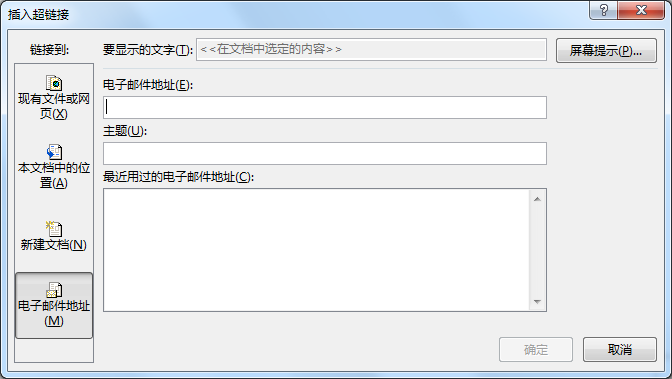 插入超链接
链接到:
要显示的文字(T):
<<在文档中选定的内容>>
屏幕提示(P)...
现有文件或网
页(X)
本文档中的位
置(A)
新建文档(N)
电子邮件地址
(M)
电子邮件地址(E):
主题(U):
最近用过的电子邮件地址(C):
确定
取消